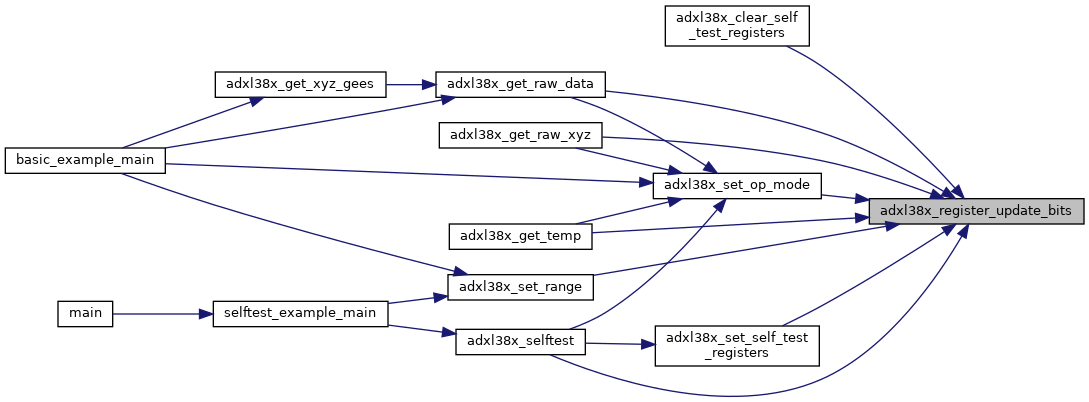 adxl38x_clear_self
_test_registers
adxl38x_get_xyz_gees
adxl38x_get_raw_data
adxl38x_get_raw_xyz
basic_example_main
adxl38x_set_op_mode
adxl38x_register_update_bits
adxl38x_get_temp
adxl38x_set_range
main
selftest_example_main
adxl38x_selftest
adxl38x_set_self_test
_registers